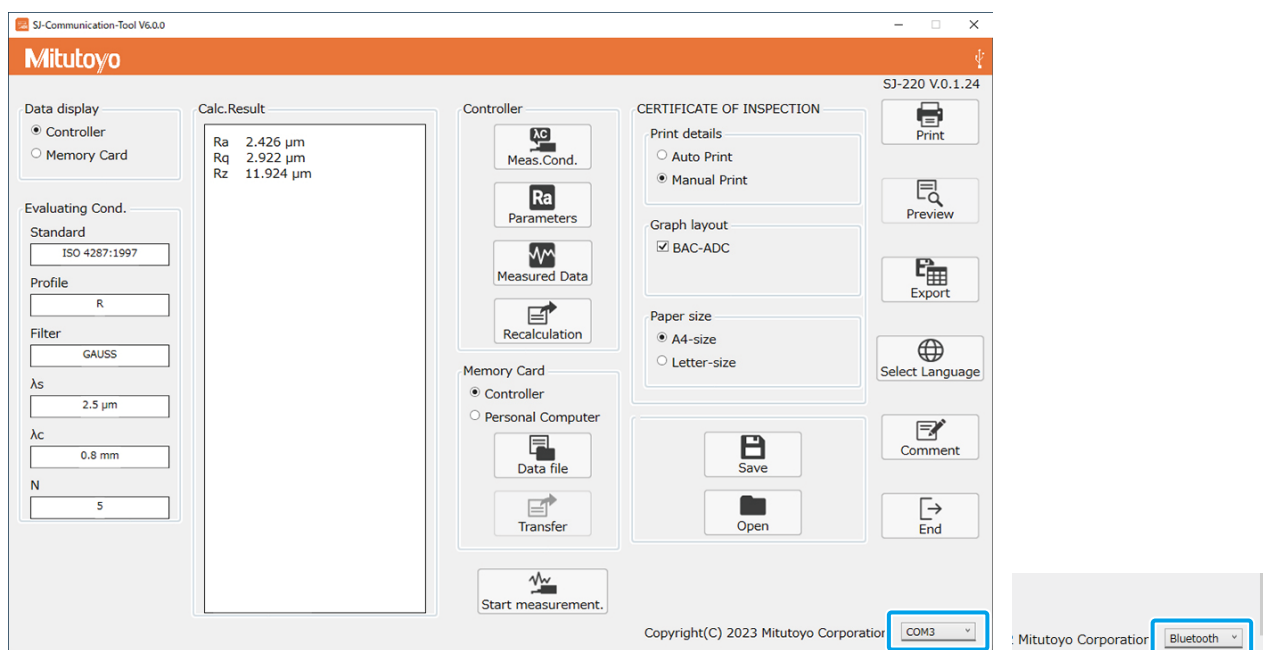 SJ-Communication-Tool V6.0.0
Mitutoyo
SJ-220 V.0.1.24
Data display
Controller
Memory Card
Evaluating Cond.
Standard
ISO 4287:1997
Profile
R
Filter
GAUSS
λs
2.5 µm
λc
0.8 mm
N
5
Calc.Result
Ra 2.426 µm
Rq 2.922 µm
Rz 11.924 µm
Controller
λC
Meas.Cond.
Ra
Parameters
Measured Data
Recalculation
Memory Card
Controller
Personal Computer
Data file
Transfer
Start measurement.
CERTIFICATE OF INSPECTION
Print details
Auto Print
Manual Print
Graph layout
BAC-ADC
Paper size
A4-size
Letter-size
Save
Open
Print
Preview
Export
Select Language
Comment
End
Copyright(C) 2023 Mitutoyo Corporation
COM3
Mitutoyo Corporation
Bluetooth